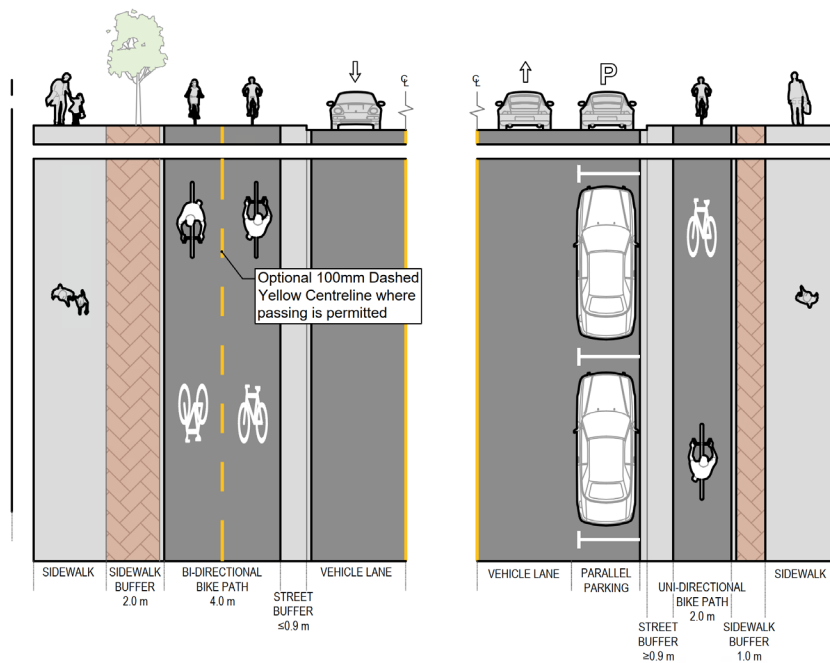 ℄
℄
P
Optional 100mm Dashed
Yellow Centreline where
passing is permitted
SIDEWALK
SIDEWALK
BUFFER
2.0 m
BI-DIRECTIONAL
BIKE PATH
4.0 m
STREET
BUFFER
≤0.9 m
VEHICLE LANE
VEHICLE LANE
PARALLEL
PARKING
STREET
BUFFER
≥0.9 m
UNI-DIRECTIONAL
BIKE PATH
2.0 m
SIDEWALK
BUFFER
1.0 m
SIDEWALK